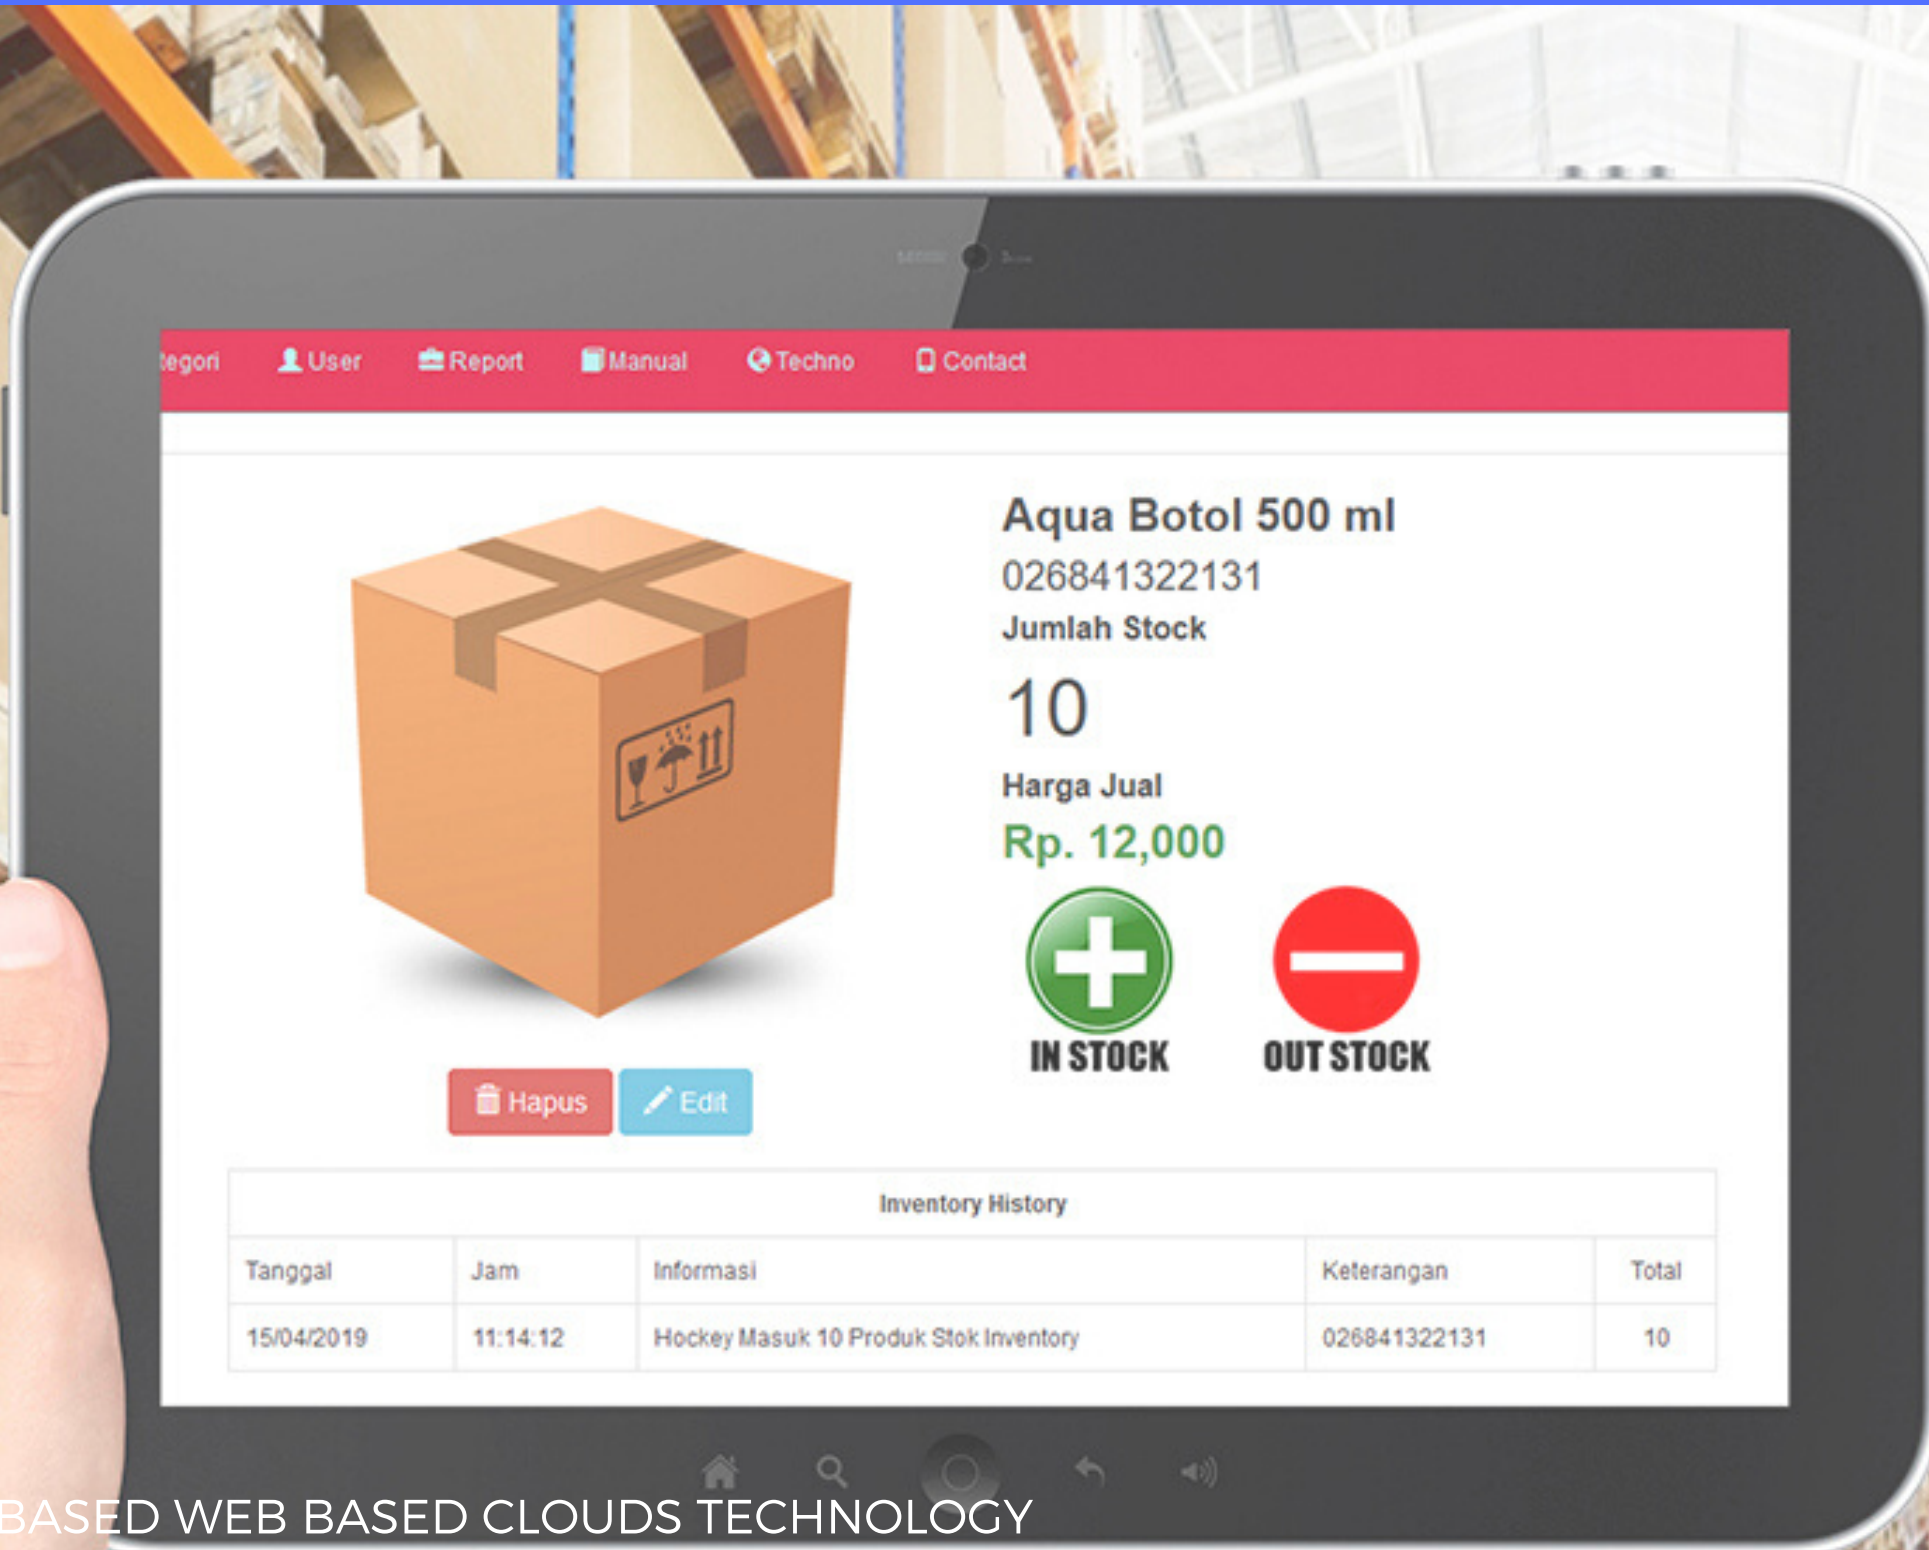 tegori User Report Manual Techno Contact
Aqua Botol 500 ml
026841322131
Jumlah Stock
10
Harga Jual
Rp. 12,000
IN STOCK OUT STOCK
Hapus Edit
Inventory History
Tanggal Jam Informasi Keterangan Total
15/04/2019 11:14:12 Hockey Masuk 10 Produk Stok Inventory 026841322131 10
BASED WEB BASED CLOUDS TECHNOLOGY